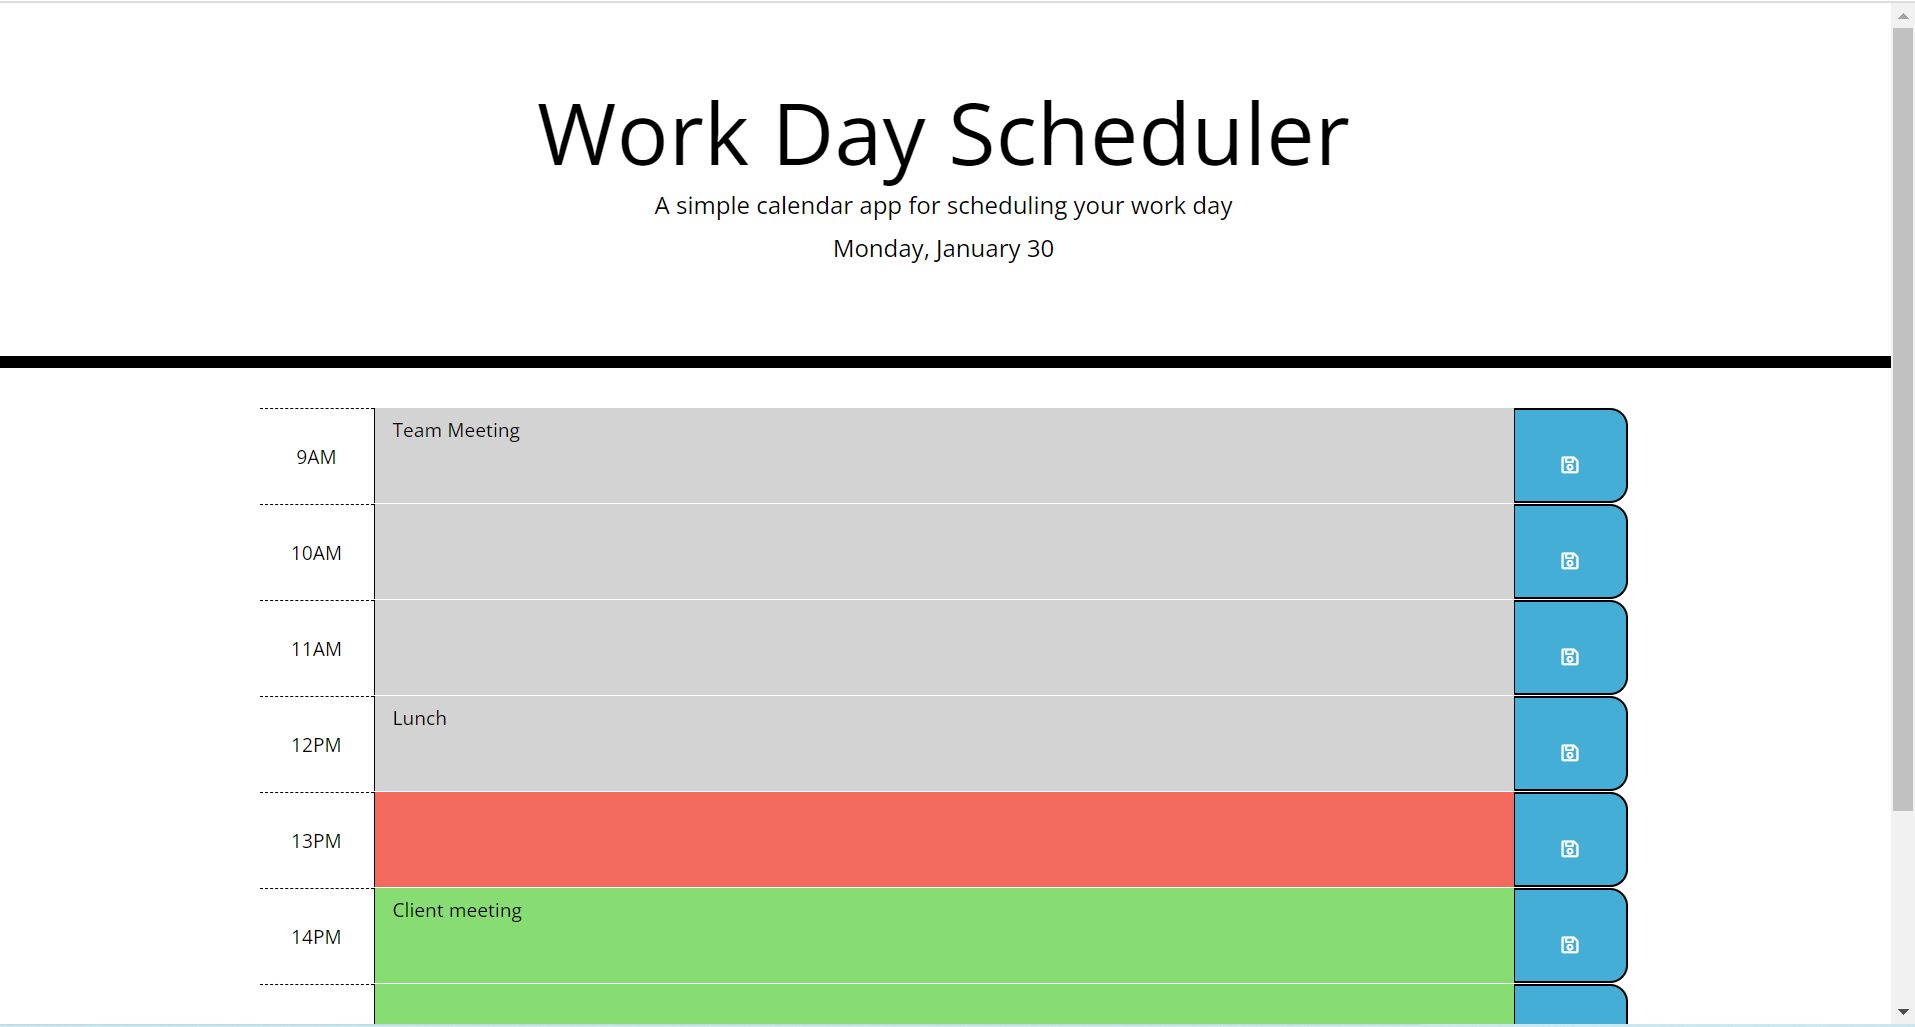 Work Day Scheduler
A simple calendar app for scheduling your work day
Monday, January 30
9AM
Team Meeting
10AM
11AM
12PM
Lunch
13PM
14PM
Client meeting